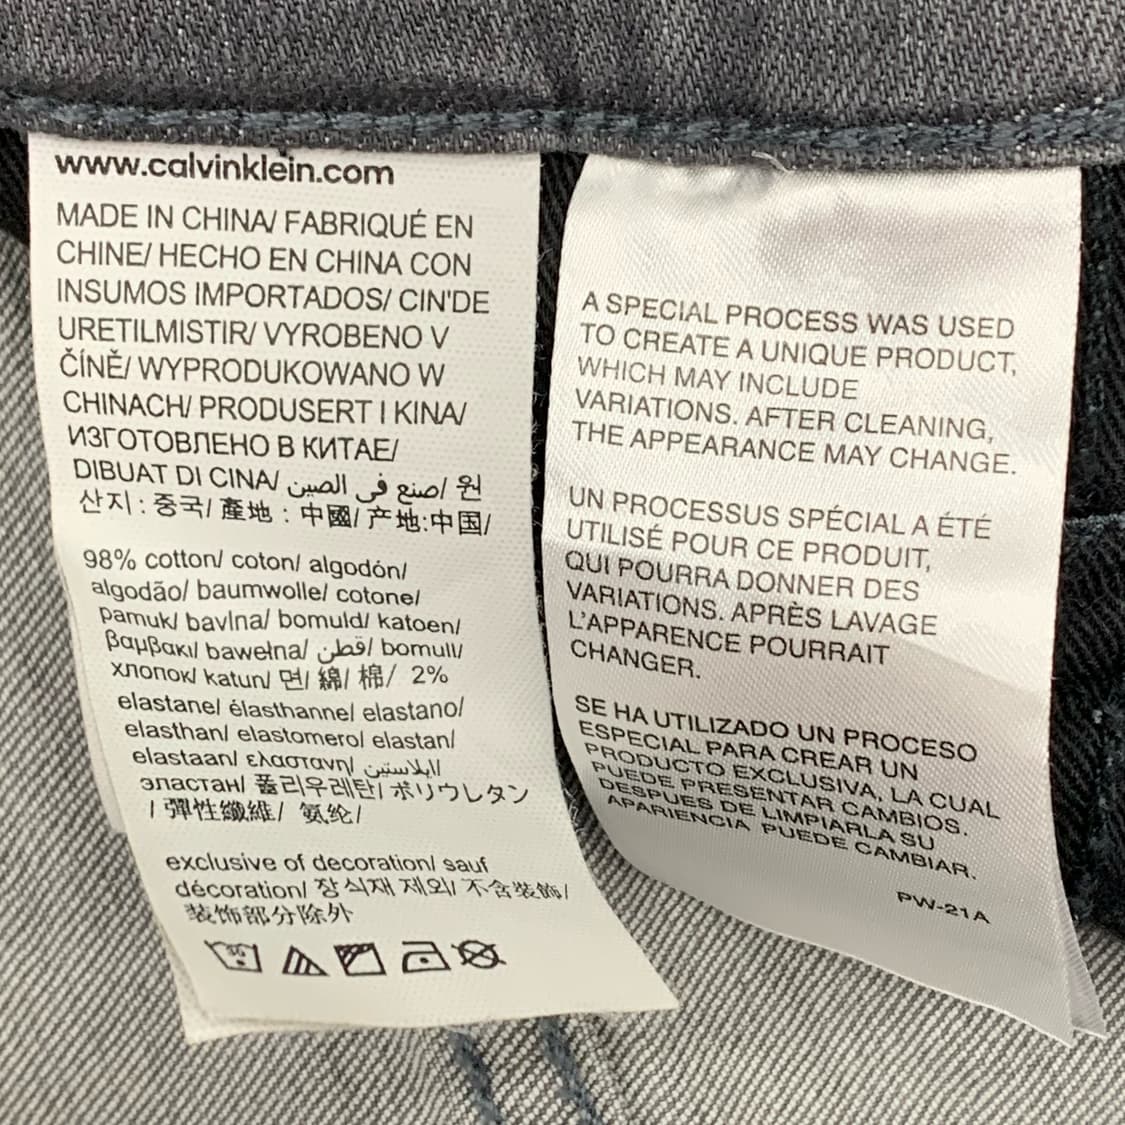 www.calvinklein.com
MADE IN CHINA/ FABRIQUÉ EN
CHINE/ HECHO EN CHINA CON
INSUMOS IMPORTADOS/ CIN'DE
URETILMISTIR/ VYROBENO V
ČÍNĚ/ WYPRODUKOWANO W
CHINACH/ PRODUSERT I KINA/
ИЗГОТОВЛЕНО В КИТАЕ/
DIBUAT DI CINA/ صنع في الصين/ 원
산지 : 중국/ 產地 : 中國/ 产地:中国/
98% cotton/ coton/ algodón/
algodão/ baumwolle/ cotone/
pamuk/ bavlna/ bomuld/ katoen/
βαμβακι/ bawełna/ قطن/ bomull/
хлопок/ katun/ 면/ 綿/ 棉/ 2%
elastane/ élasthanne/ elastano/
elasthan/ elastomero/ elastan/
elastaan/ ελαστανη/ ايلاستين/
эластан/ 폴리우레탄/ ポリウレタン
/ 彈性纖維/ 氨纶/
exclusive of decoration/ sauf
décoration/ 장식재 제외/ 不含裝飾/
装饰部分除外
30
A SPECIAL PROCESS WAS USED
TO CREATE A UNIQUE PRODUCT,
WHICH MAY INCLUDE
VARIATIONS. AFTER CLEANING,
THE APPEARANCE MAY CHANGE.
UN PROCESSUS SPÉCIAL A ÉTÉ
UTILISÉ POUR CE PRODUIT,
QUI POURRA DONNER DES
VARIATIONS. APRÈS LAVAGE
L'APPARENCE POURRAIT
CHANGER.
SE HA UTILIZADO UN PROCESO
ESPECIAL PARA CREAR UN
PRODUCTO EXCLUSIVA, LA CUAL
PUEDE PRESENTAR CAMBIOS.
DESPUES DE LIMPIARLA SU
APARIENCIA PUEDE CAMBIAR.
PW-21A